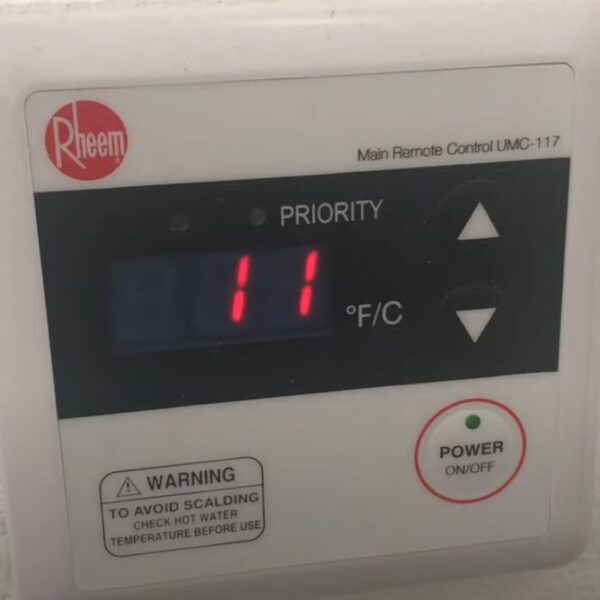 Rheem
Main Remote Control UMC-117
PRIORITY
11
°F/C
POWER
ON/OFF
WARNING
TO AVOID SCALDING
CHECK HOT WATER
TEMPERATURE BEFORE USE